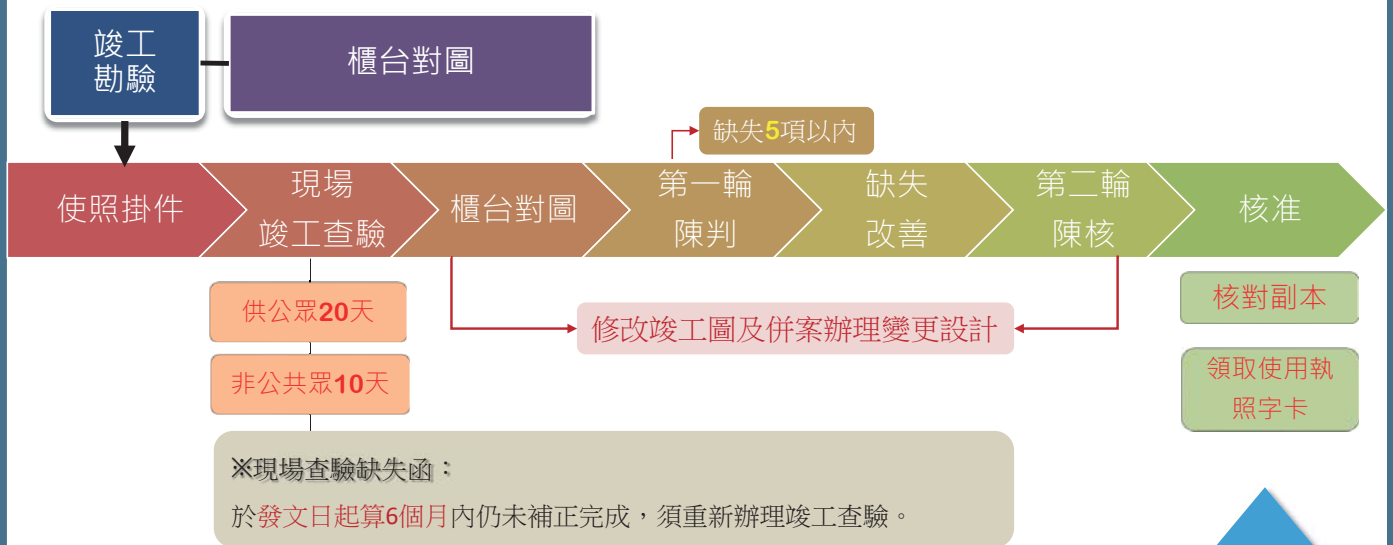 竣工
勘驗
櫃台對圖
缺失5項以內
使照掛件
現場
竣工查驗
櫃台對圖
第一輪
陳判
缺失
改善
第二輪
陳核
核准
供公眾20天
非公共眾10天
修改竣工圖及併案辦理變更設計
核對副本
領取使用執
照字卡
※現場查驗缺失函：
於發文日起算6個月內仍未補正完成，須重新辦理竣工查驗。